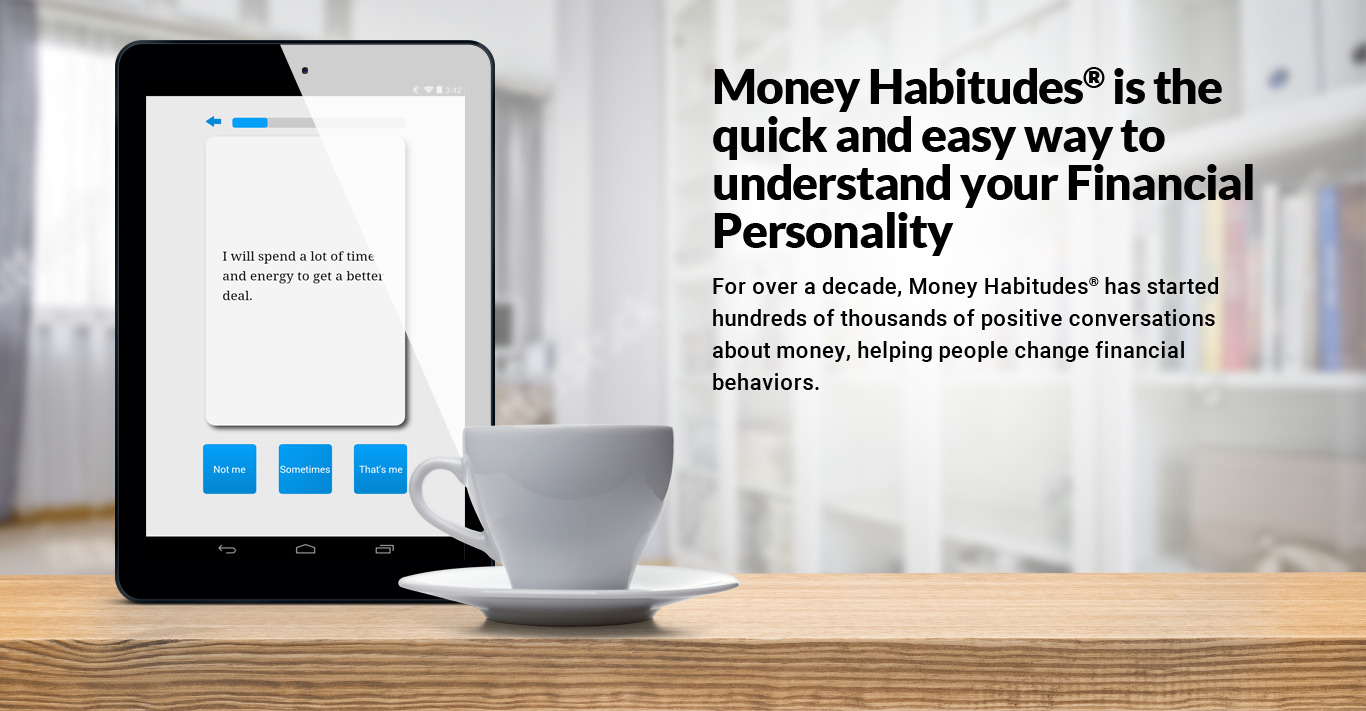 3:42
I will spend a lot of time
and energy to get a better
deal.
Not me
Sometimes
That's me
Money Habitudes® is the
quick and easy way to
understand your Financial
Personality
For over a decade, Money Habitudes® has started
hundreds of thousands of positive conversations
about money, helping people change financial
behaviors.